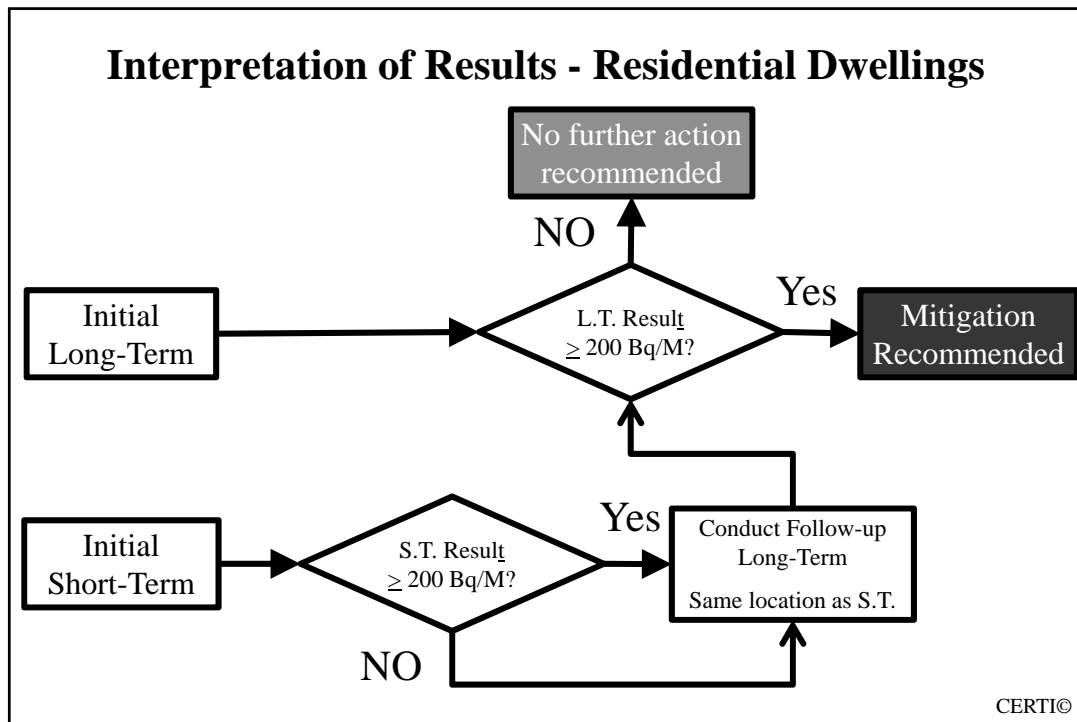 Interpretation of Results - Residential Dwellings
No further action
recommended
NO
Yes
Initial
Long-Term
L.T. Result
≥ 200 Bq/M?
Mitigation
Recommended
Initial
Short-Term
S.T. Result
≥ 200 Bq/M?
Yes
NO
Conduct Follow-up
Long-Term
Same location as S.T.
CERTI©